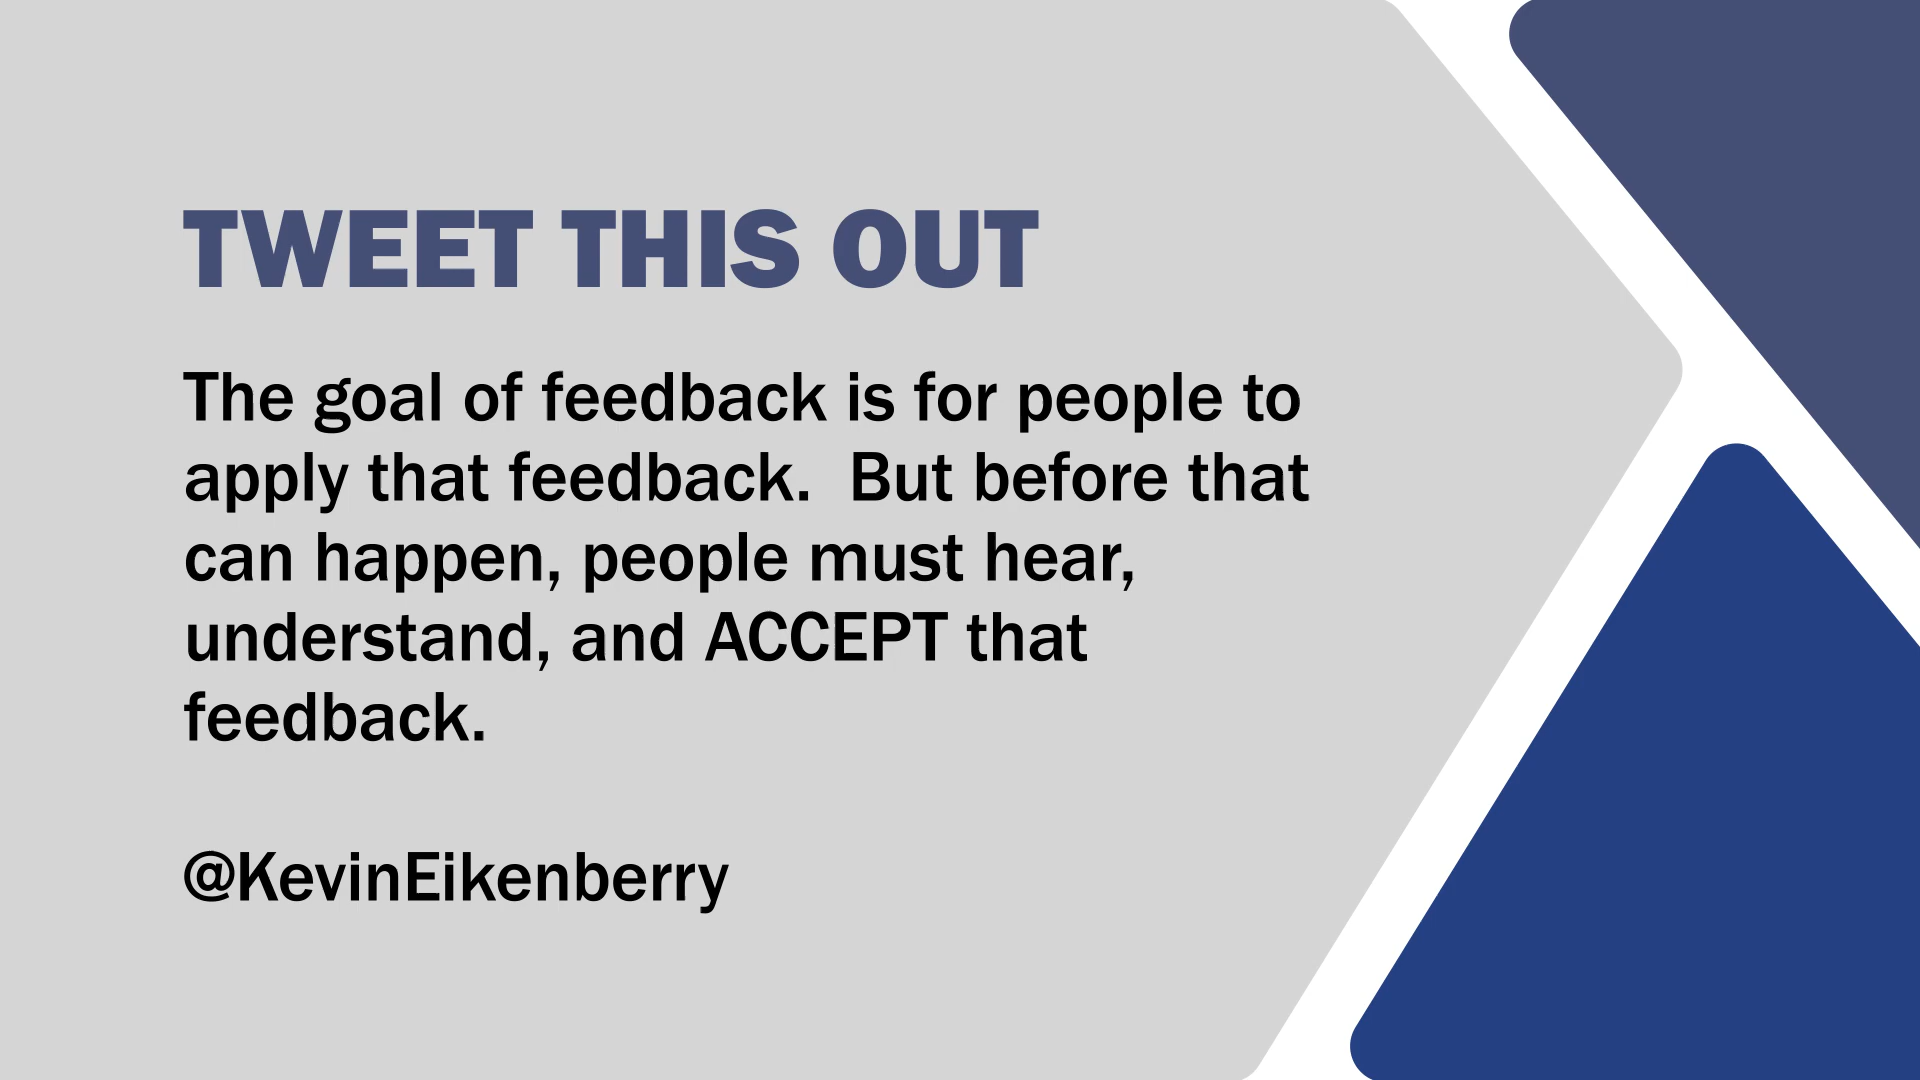 TWEET THIS OUT
The goal of feedback is for people to
apply that feedback.  But before that
can happen, people must hear,
understand, and ACCEPT that
feedback.
@KevinEikenberry